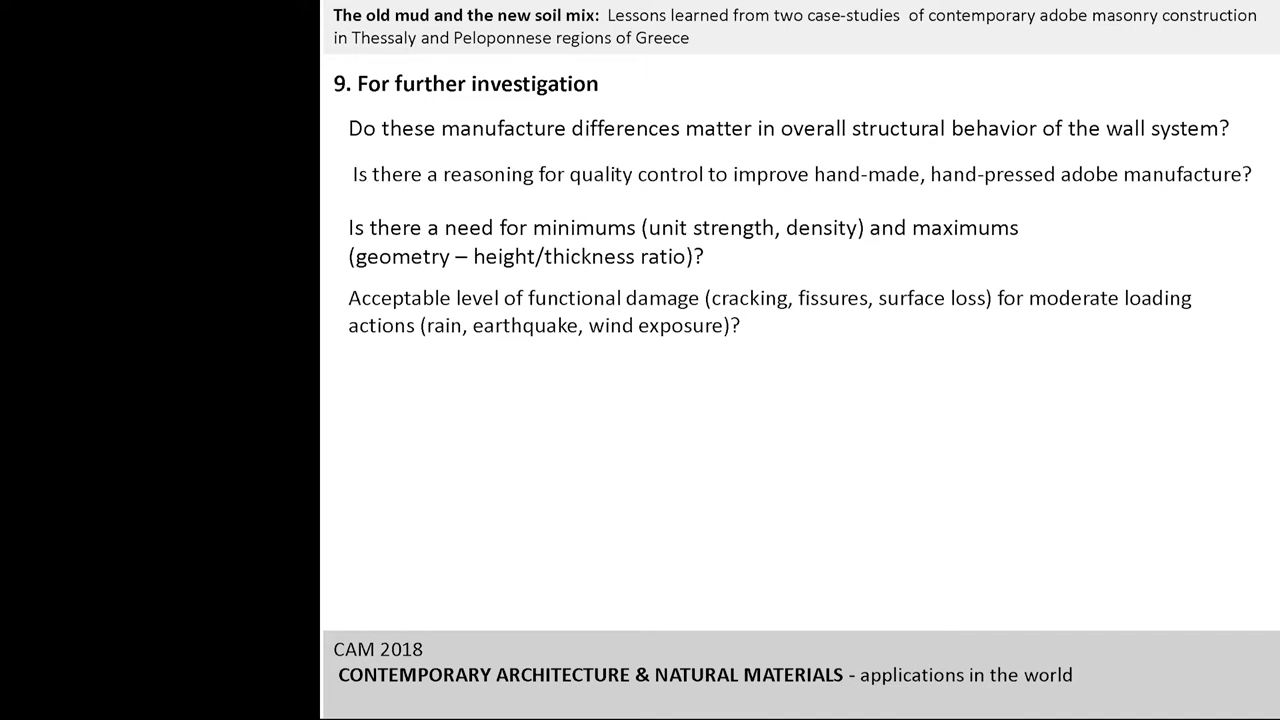 The old mud and the new soil mix: Lessons learned from two case-studies of contemporary adobe masonry construction
in Thessaly and Peloponnese regions of Greece
9. For further investigation
Do these manufacture differences matter in overall structural behavior of the wall system?
Is there a reasoning for quality control to improve hand-made, hand-pressed adobe manufacture?
Is there a need for minimums (unit strength, density) and maximums
(geometry – height/thickness ratio)?
Acceptable level of functional damage (cracking, fissures, surface loss) for moderate loading
actions (rain, earthquake, wind exposure)?
CAM 2018
CONTEMPORARY ARCHITECTURE & NATURAL MATERIALS - applications in the world